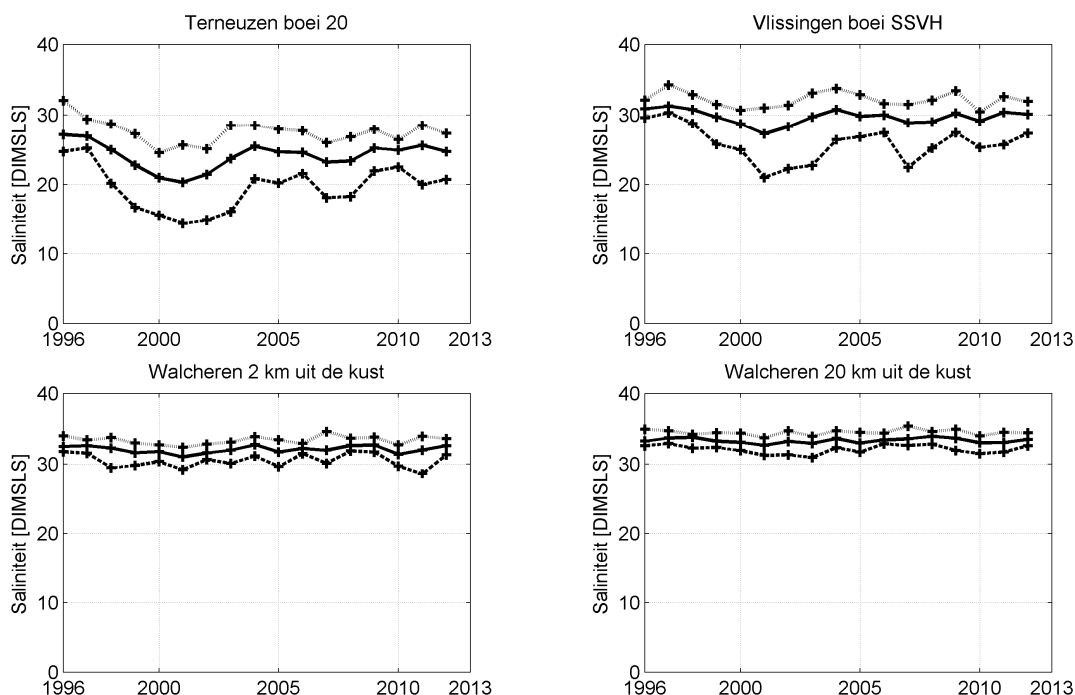 Terneuzen boei 20
Saliniteit [DIMSLS]
40
30
20
10
0
1996 2000 2005 2010 2013
Vlissingen boei SSVH
Saliniteit [DIMSLS]
40
30
20
10
0
1996 2000 2005 2010 2013
Walcheren 2 km uit de kust
Saliniteit [DIMSLS]
40
30
20
10
0
1996 2000 2005 2010 2013
Walcheren 20 km uit de kust
Saliniteit [DIMSLS]
40
30
20
10
0
1996 2000 2005 2010 2013